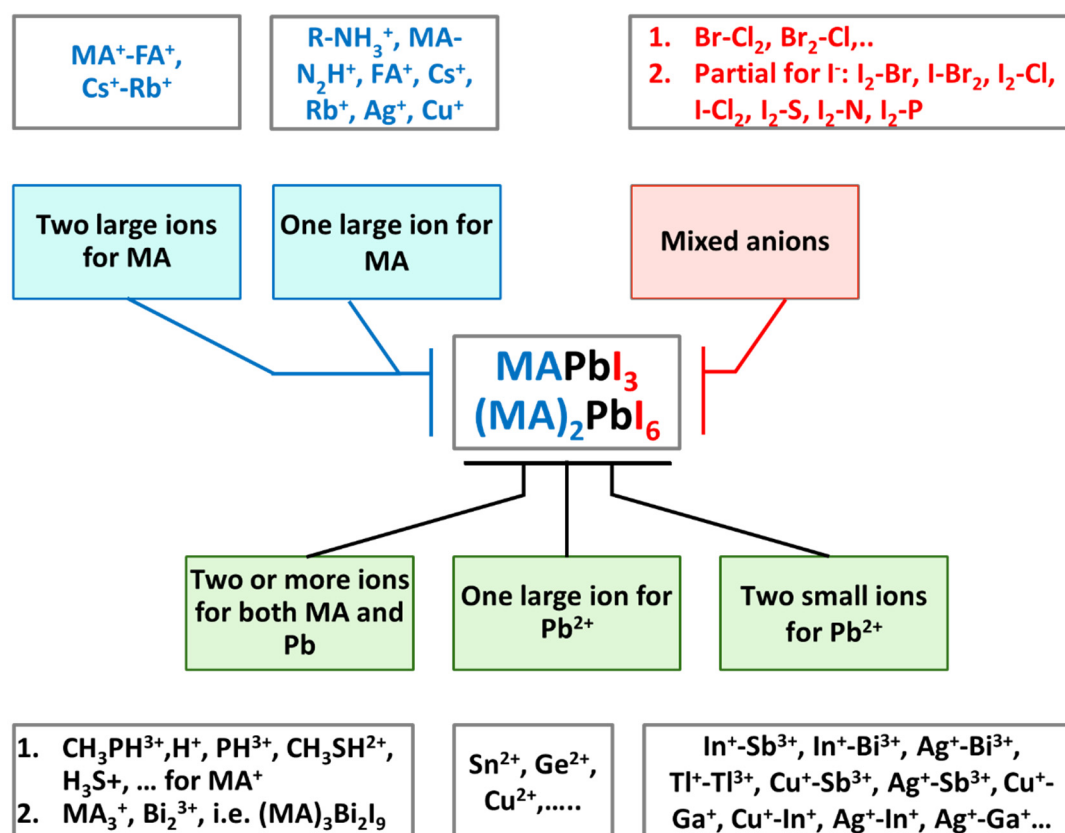 MA⁺-FA⁺,
Cs⁺-Rb⁺
R-NH₃⁺, MA-
N₂H⁺, FA⁺, Cs⁺,
Rb⁺, Ag⁺, Cu⁺
1. Br-Cl₂, Br₂-Cl,..
2. Partial for I⁻: I₂-Br, I-Br₂, I₂-Cl,
I-Cl₂, I₂-S, I₂-N, I₂-P
Two large ions
for MA
One large ion for
MA
Mixed anions
MAPbI₃
(MA)₂PbI₆
Two or more ions
for both MA and
Pb
One large ion for
Pb²⁺
Two small ions
for Pb²⁺
1. CH₃PH³⁺,H⁺, PH³⁺, CH₃SH²⁺,
H₃S+, ... for MA⁺
2. MA₃⁺, Bi₂³⁺, i.e. (MA)₃Bi₂I₉
Sn²⁺, Ge²⁺,
Cu²⁺,.....
In⁺-Sb³⁺, In⁺-Bi³⁺, Ag⁺-Bi³⁺,
Tl⁺-Tl³⁺, Cu⁺-Sb³⁺, Ag⁺-Sb³⁺, Cu⁺-
Ga⁺, Cu⁺-In⁺, Ag⁺-In⁺, Ag⁺-Ga⁺...